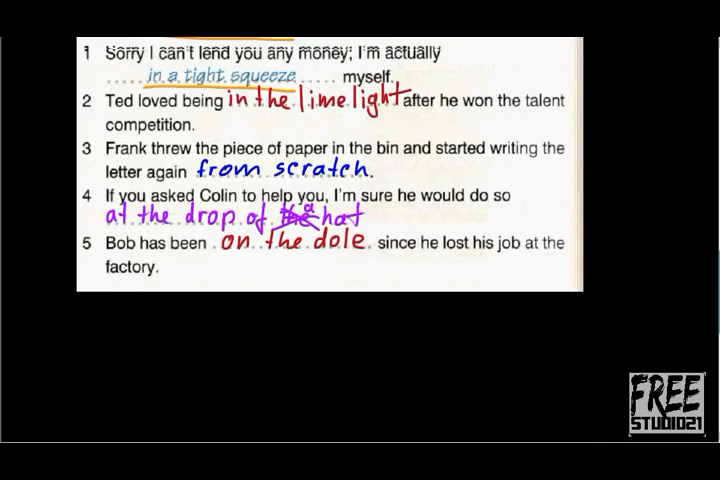 1 Sorry I can't lend you any money; I'm actually
..... in a tight squeeze ..... myself.
2 Ted loved being in the limelight after he won the talent
competition.
3 Frank threw the piece of paper in the bin and started writing the
letter again from scratch.
4 If you asked Colin to help you, I'm sure he would do so
at the drop of a hat
5 Bob has been on the dole since he lost his job at the
factory.
FREE
STUDIO21